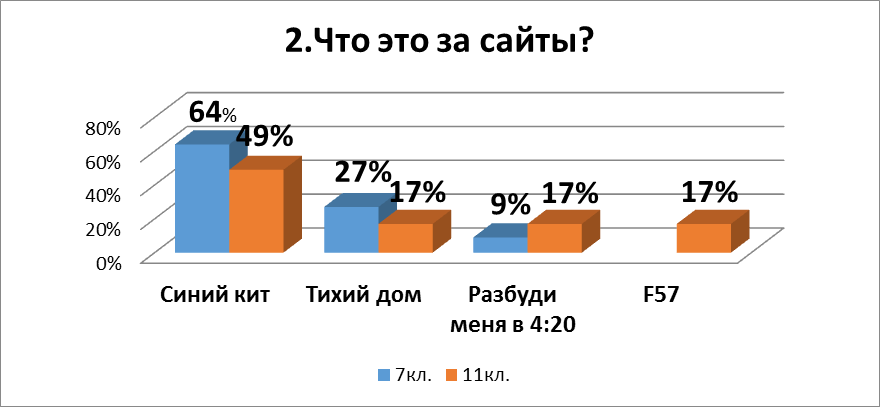 2.Что это за сайты?
64%
49%
27%
17%
9%
17%
17%
80%
60%
40%
20%
0%
Синий кит
Тихий дом
Разбуди
меня в 4:20
F57
7кл.
11кл.